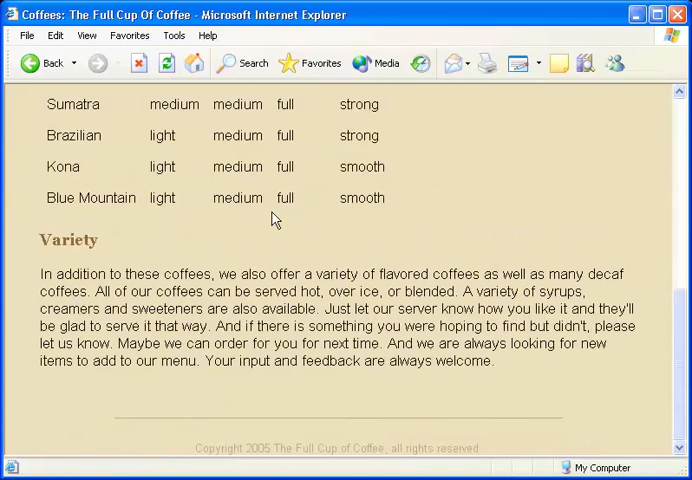 Coffees: The Full Cup Of Coffee - Microsoft Internet Explorer
File Edit View Favorites Tools Help
Back Search Favorites Media
Sumatra medium medium full strong
Brazilian light medium full strong
Kona light medium full smooth
Blue Mountain light medium full smooth
Variety
In addition to these coffees, we also offer a variety of flavored coffees as well as many decaf
coffees. All of our coffees can be served hot, over ice, or blended. A variety of syrups,
creamers and sweeteners are also available. Just let our server know how you like it and they'll
be glad to serve it that way. And if there is something you were hoping to find but didn't, please
let us know. Maybe we can order for you for next time. And we are always looking for new
items to add to our menu. Your input and feedback are always welcome.
Copyright 2005 The Full Cup of Coffee, all rights reserved
My Computer